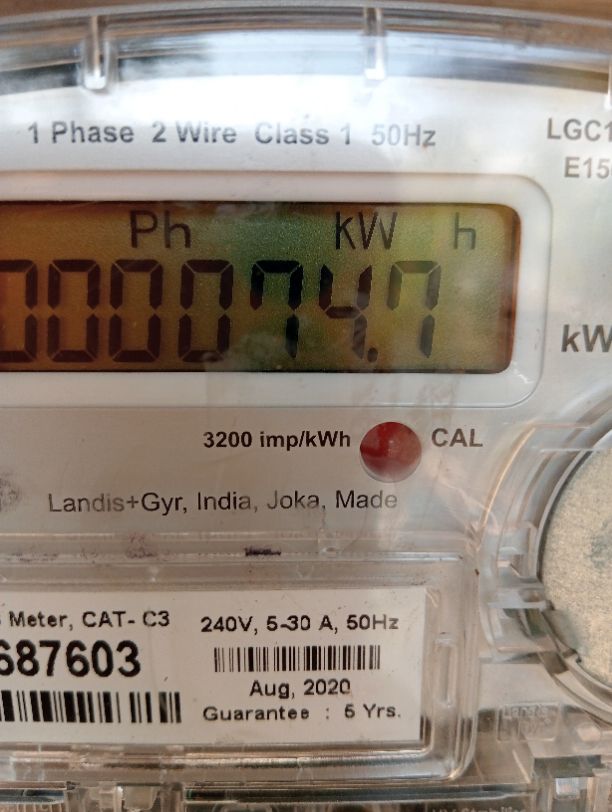 1 Phase 2 Wire Class 1 50Hz
LGC1
E15
Ph kW h
000074.7
kW
3200 imp/kWh CAL
Landis+Gyr, India, Joka, Made
Meter, CAT- C3
687603
240V, 5-30 A, 50Hz
Aug, 2020
Guarantee : 5 Yrs.